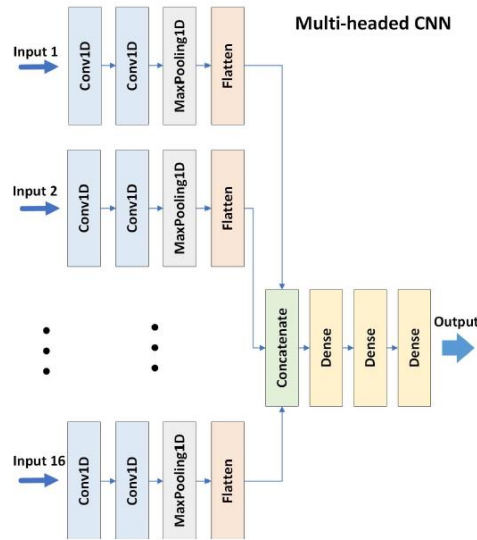 Multi-headed CNN
Input 1
Conv1D
Conv1D
MaxPooling1D
Flatten
Input 2
Conv1D
Conv1D
MaxPooling1D
Flatten
Concatenate
Dense
Dense
Dense
Output
Input 16
Conv1D
Conv1D
MaxPooling1D
Flatten